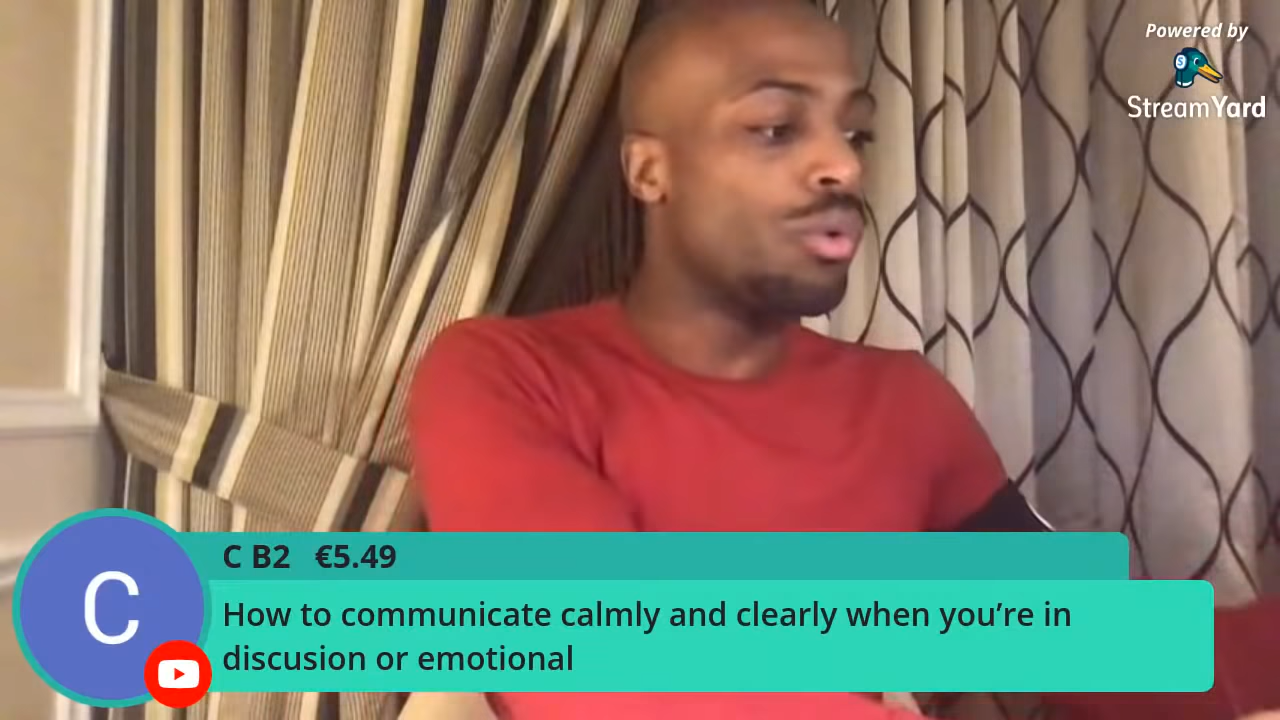 Powered by
StreamYard
C B2 €5.49
How to communicate calmly and clearly when you’re in
discusion or emotional
C